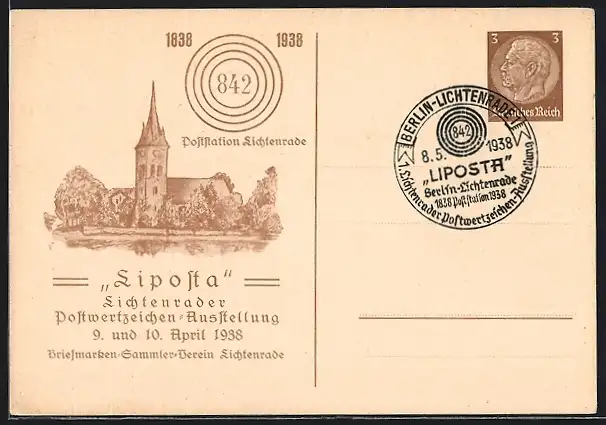 1838 1938
842
Poststation Lichtenrade
„Liposta“
Lichtenrader
Postwertzeichen-Ausstellung
9. und 10. April 1938
Briefmarken-Sammler-Verein Lichtenrade
3 3
Deutsches Reich
BERLIN-LICHTENRADE
842
8.5. 1938
„LIPOSTA“
Berlin-Lichtenrade
1838 Poststation 1938
1. Lichtenrader Postwertzeichen-Ausstellung